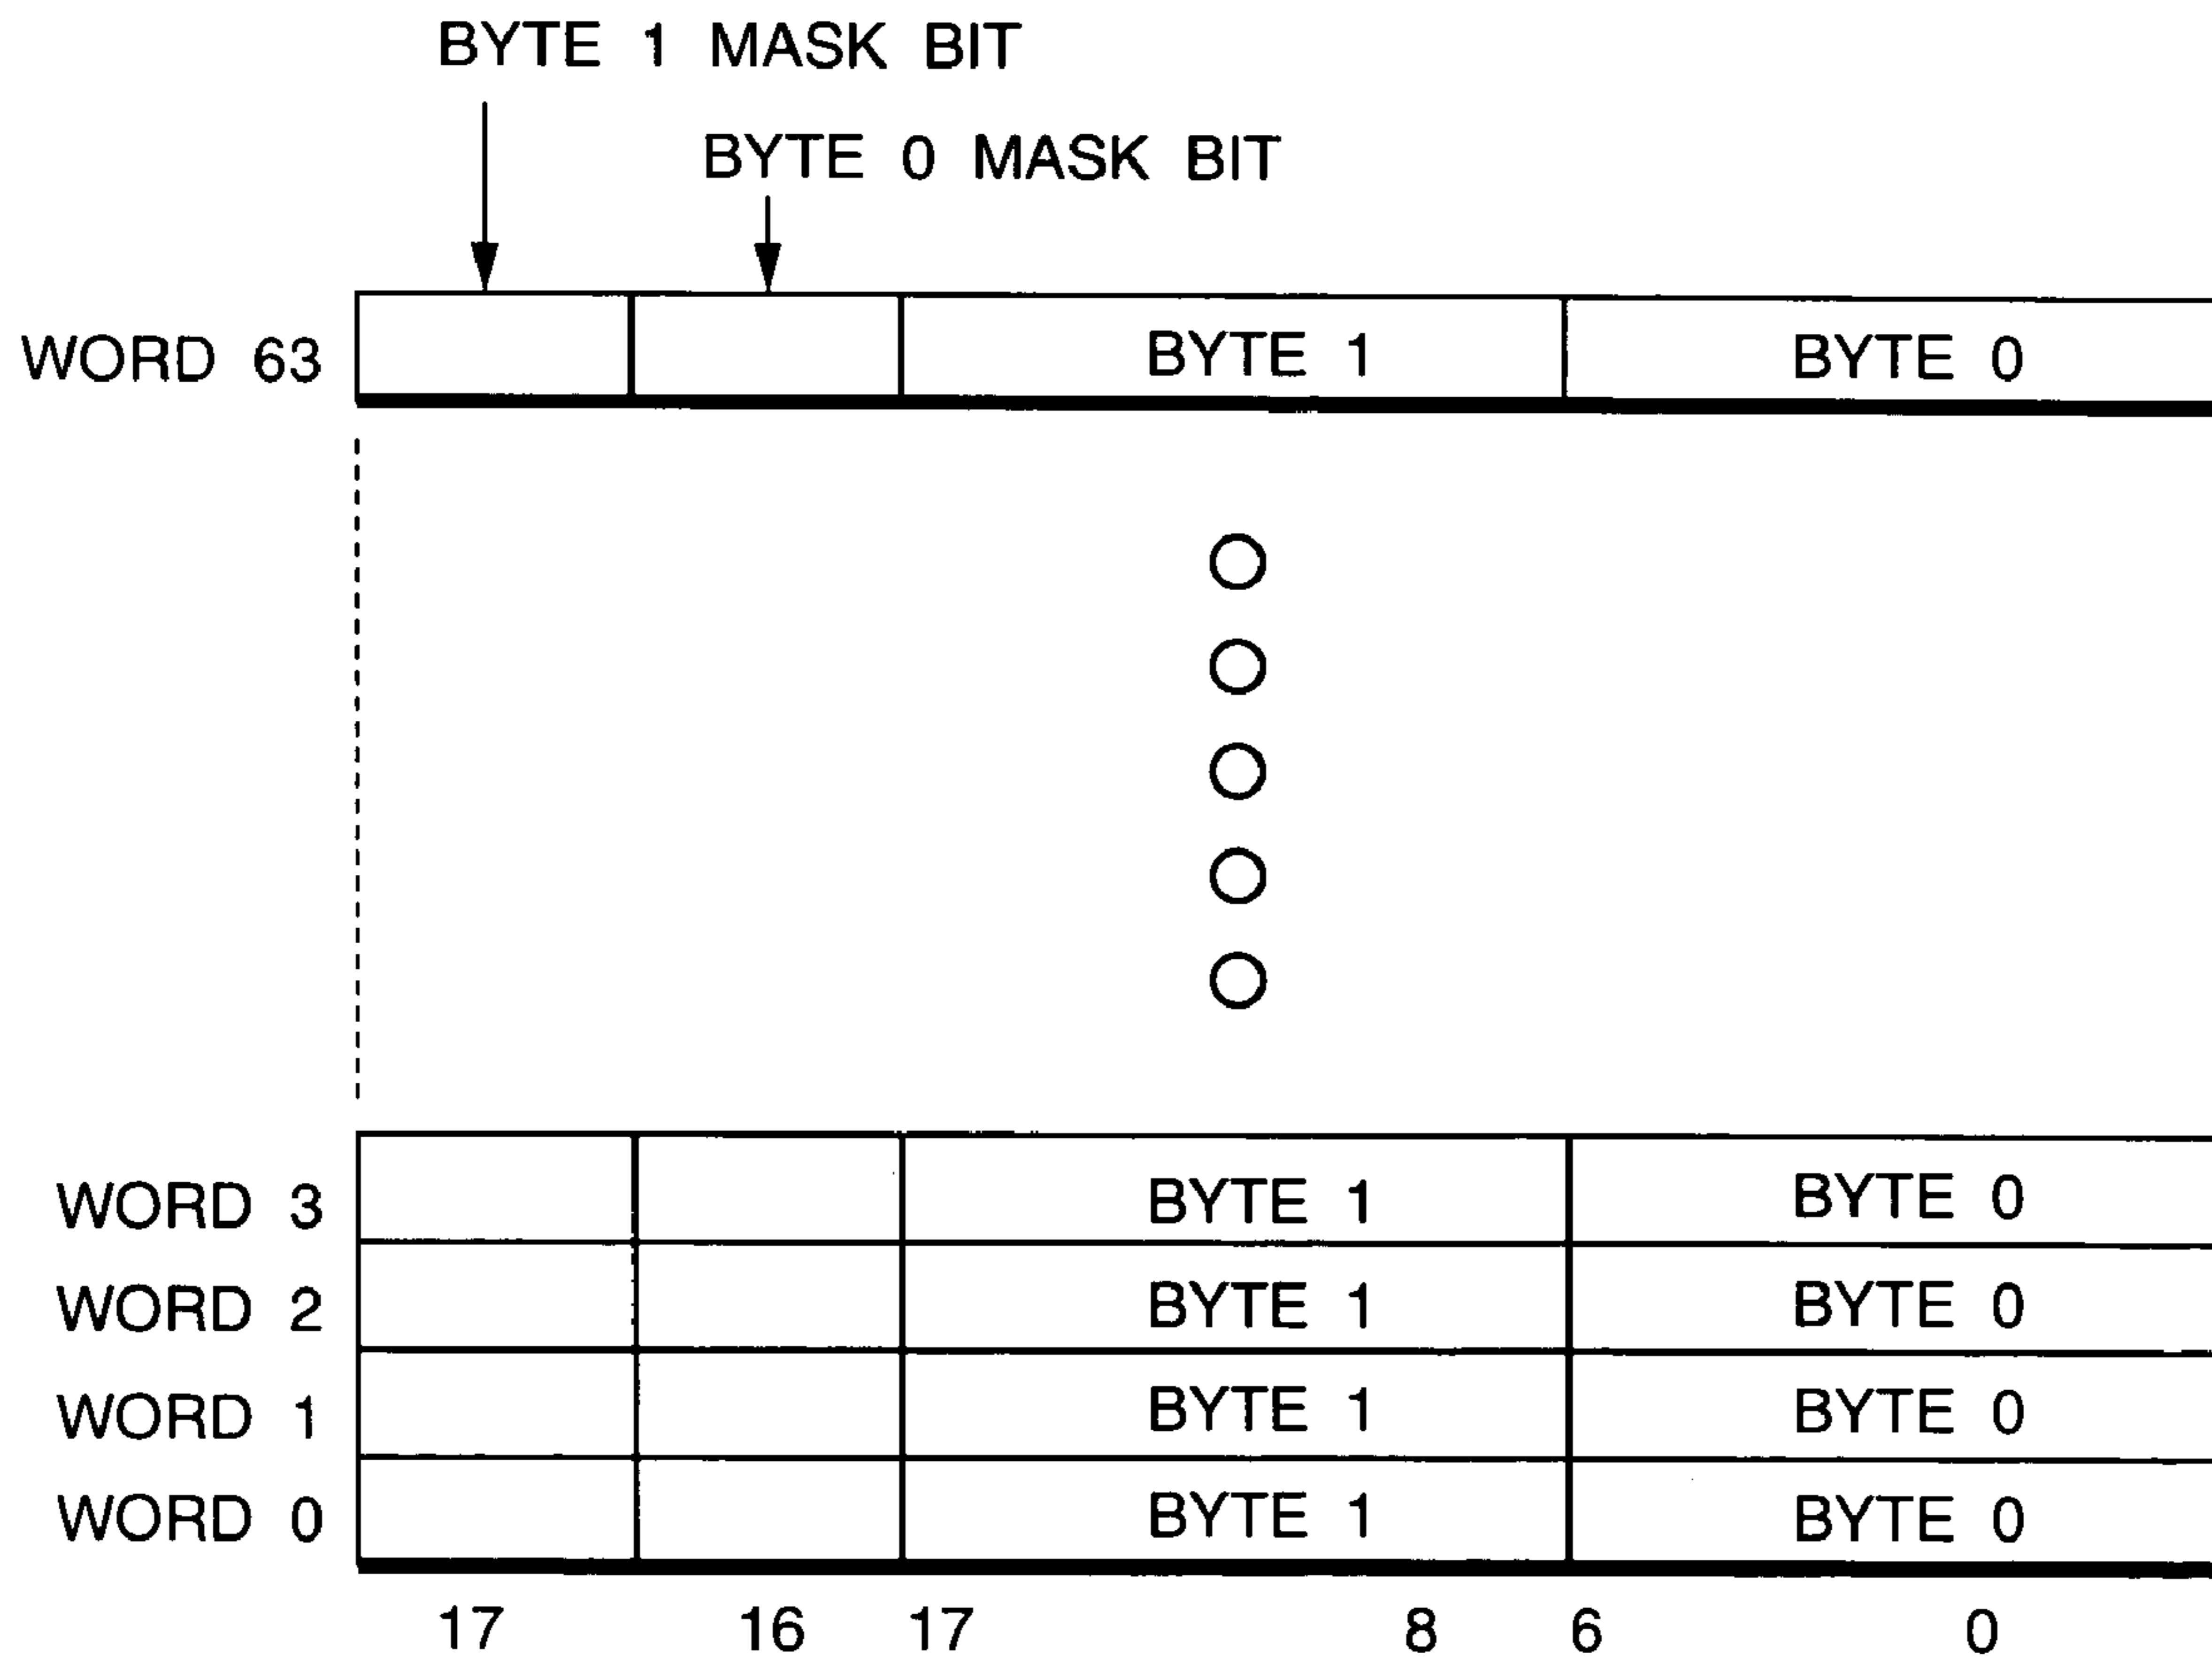 BYTE 1 MASK BIT
BYTE 0 MASK BIT
WORD 63 BYTE 1 BYTE 0
WORD 3 BYTE 1 BYTE 0
WORD 2 BYTE 1 BYTE 0
WORD 1 BYTE 1 BYTE 0
WORD 0 BYTE 1 BYTE 0
17 16 17 8 6 0